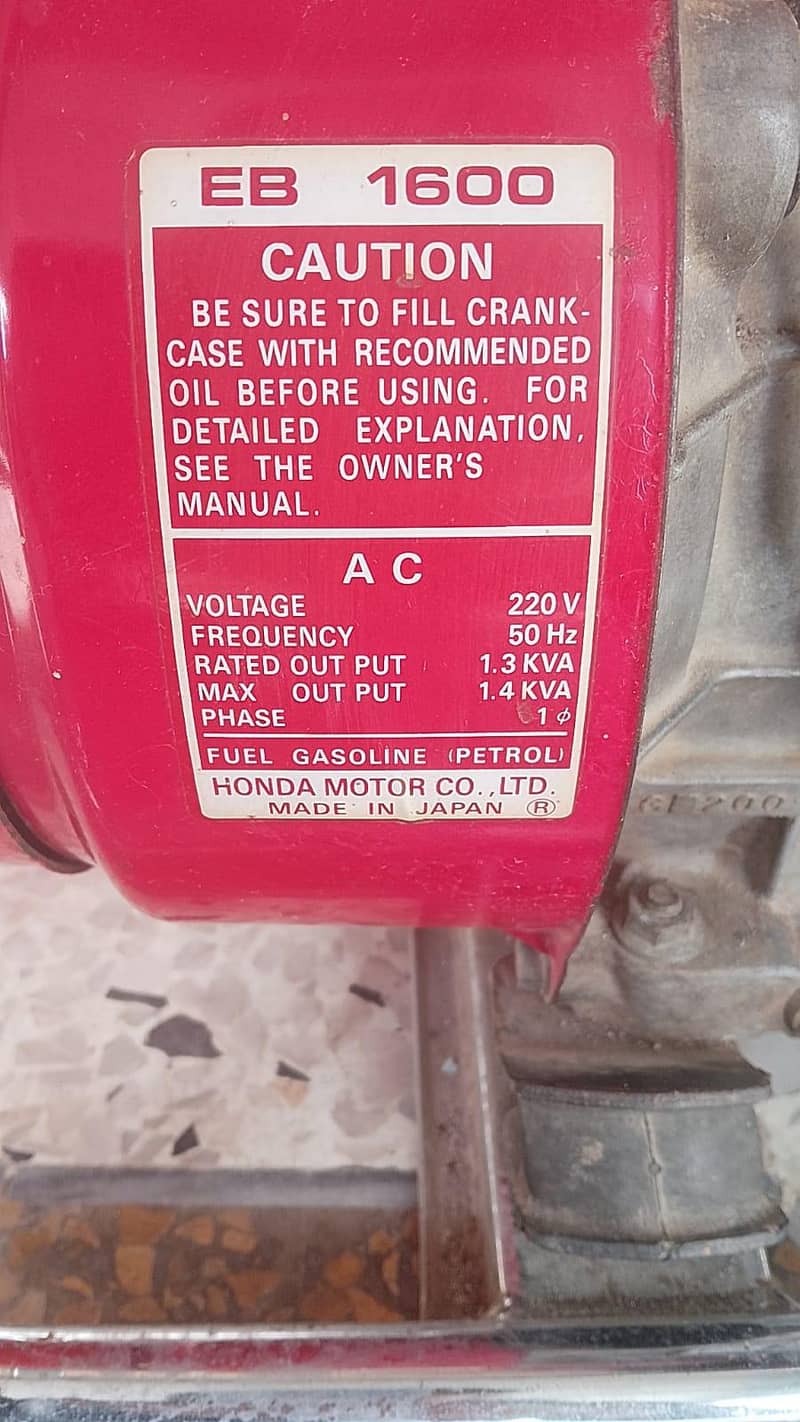 EB 1600
CAUTION
BE SURE TO FILL CRANK-
CASE WITH RECOMMENDED
OIL BEFORE USING. FOR
DETAILED EXPLANATION,
SEE THE OWNER'S
MANUAL.
AC
VOLTAGE 220 V
FREQUENCY 50 Hz
RATED OUT PUT 1.3 KVA
MAX OUT PUT 1.4 KVA
PHASE 1 ϕ
FUEL GASOLINE (PETROL)
HONDA MOTOR CO.,LTD.
MADE IN JAPAN ®